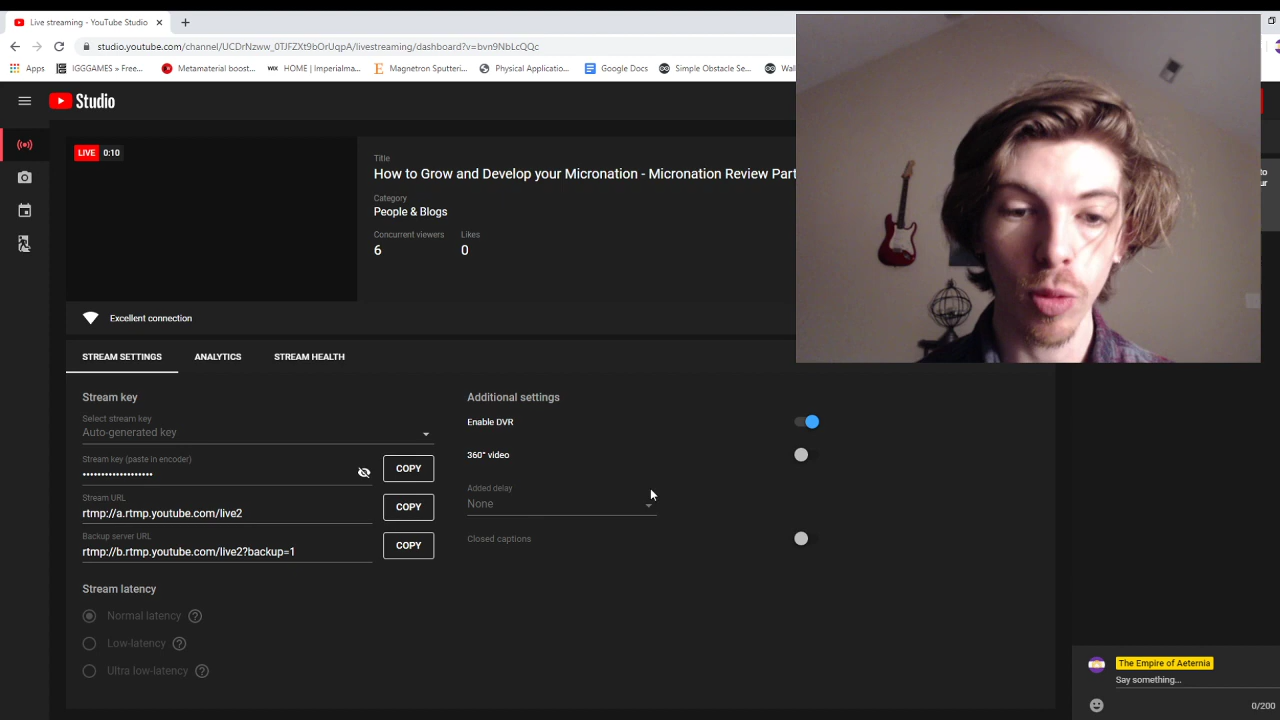 Live streaming - YouTube Studio
studio.youtube.com/channel/UCDrNzww_0TJFZXt9bOrUqpA/livestreaming/dashboard?v=bvn9NbLcQQc
Apps IGGGAMES » Free... Metamaterial boost... WIX HOME | Imperialma... Magnetron Sputteri... Physical Applicatio... Google Docs Simple Obstacle Se... Wal
Studio
LIVE 0:10
Title
How to Grow and Develop your Micronation - Micronation Review Part
Category
People & Blogs
Concurrent viewers Likes
6 0
to
ur
Excellent connection
STREAM SETTINGS ANALYTICS STREAM HEALTH
Stream key
Select stream key
Auto-generated key
Stream key (paste in encoder)
••••••••••••••••••• COPY
Stream URL
rtmp://a.rtmp.youtube.com/live2 COPY
Backup server URL
rtmp://b.rtmp.youtube.com/live2?backup=1 COPY
Stream latency
Normal latency
Low-latency
Ultra low-latency
Additional settings
Enable DVR
360° video
Added delay
None
Closed captions
The Empire of Aeternia
Say something...
0/200